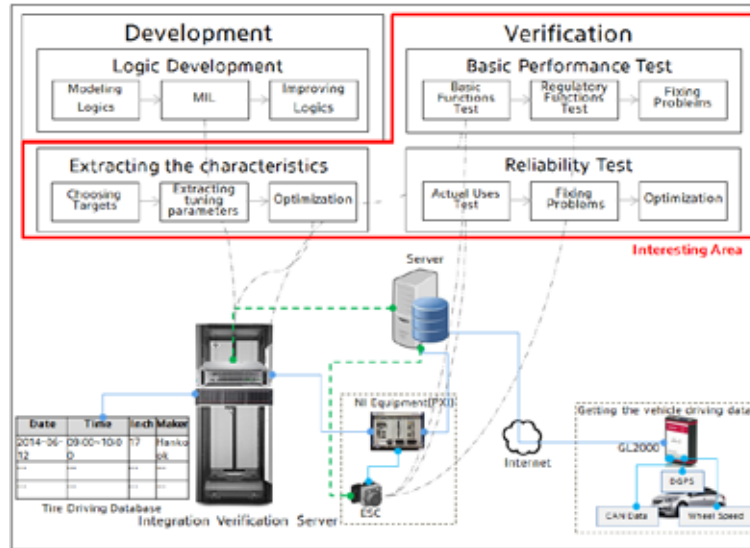 Development
Verification
Logic Development
Modeling
Logics
MIL
Improving
Logics
Basic Performance Test
Basic
Functions
Test
Regulatory
Functions
Test
Fixing
Problems
Extracting the characteristics
Choosing
Targets
Extracting
tuning
parameters
Optimization
Reliability Test
Actual Uses
Test
Fixing
Problems
Optimization
Interesting Area
Server
NI Equipment(PXI)
ESC
Internet
Getting the vehicle driving data
GL2000
DGPS
CAN Data
Wheel Speed
Date Time Inch Maker
2014-06-12 09:00~10:00 17 Hankook
... ... ... ...
... ... ... ...
Tire Driving Database
Integration Verification Server